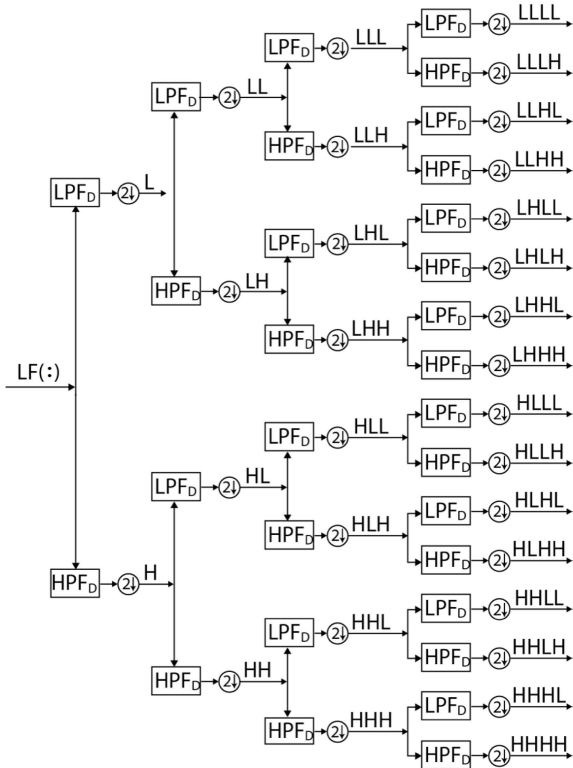 LPF_D 2↓ LLLL
LPF_D 2↓ LLL
HPF_D 2↓ LLLH
LPF_D 2↓ LL
LPF_D 2↓ LLHL
HPF_D 2↓ LLH
HPF_D 2↓ LLHH
LPF_D 2↓ L
LPF_D 2↓ LHLL
LPF_D 2↓ LHL
HPF_D 2↓ LHLH
HPF_D 2↓ LH
LPF_D 2↓ LHHL
HPF_D 2↓ LHH
HPF_D 2↓ LHHH
LF(:)
LPF_D 2↓ HLLL
LPF_D 2↓ HLL
HPF_D 2↓ HLLH
LPF_D 2↓ HL
LPF_D 2↓ HLHL
HPF_D 2↓ HLH
HPF_D 2↓ HLHH
HPF_D 2↓ H
LPF_D 2↓ HHLL
LPF_D 2↓ HHL
HPF_D 2↓ HHLH
HPF_D 2↓ HH
LPF_D 2↓ HHHL
HPF_D 2↓ HHH
HPF_D 2↓ HHHH